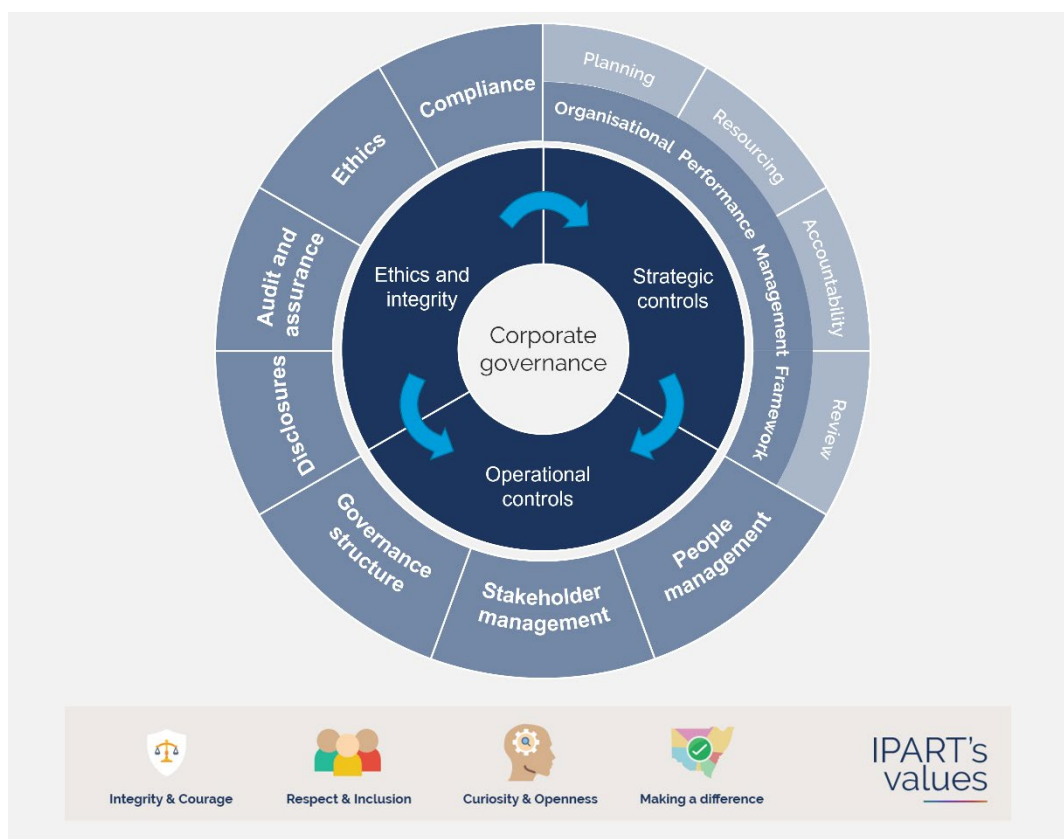 Compliance
Ethics
Audit and
assurance
Disclosures
Governance
structure
Stakeholder
management
People
management
Planning
Resourcing
Accountability
Review
Organisational Performance Management Framework
Ethics and
integrity
Strategic
controls
Corporate
governance
Operational
controls
Integrity & Courage
Respect & Inclusion
Curiosity & Openness
Making a difference
IPART's
values